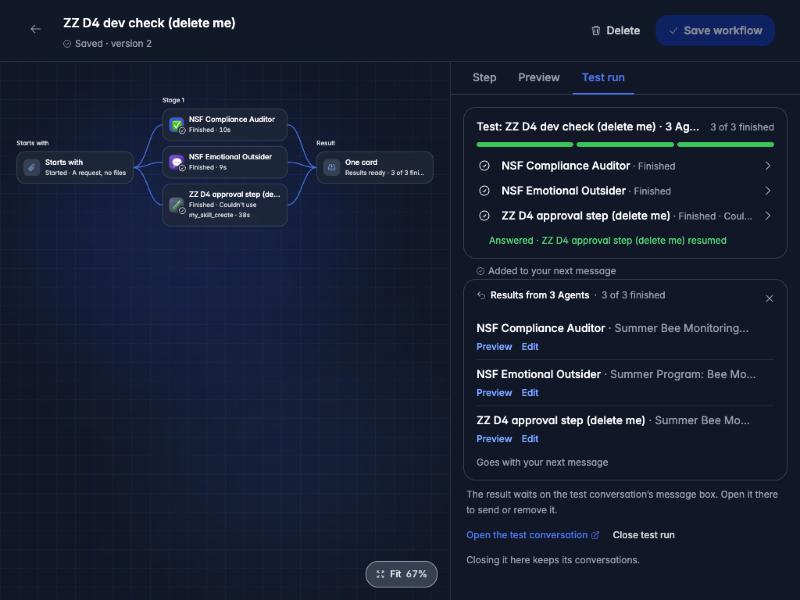 ZZ D4 dev check (delete me)
Saved · version 2
Delete
Save workflow
Stage 1
NSF Compliance Auditor
Finished · 10s
Starts with
Starts with
Started · A request, no files
NSF Emotional Outsider
Finished · 9s
Result
One card
Results ready · 3 of 3 fini...
ZZ D4 approval step (de...
Finished · Couldn't use
my_skill_create · 38s
Fit 67%
Step
Preview
Test run
Test: ZZ D4 dev check (delete me) · 3 Ag... 3 of 3 finished
NSF Compliance Auditor · Finished
NSF Emotional Outsider · Finished
ZZ D4 approval step (delete me) · Finished · Coul...
Answered · ZZ D4 approval step (delete me) resumed
Added to your next message
Results from 3 Agents · 3 of 3 finished
NSF Compliance Auditor · Summer Bee Monitoring...
Preview Edit
NSF Emotional Outsider · Summer Program: Bee Mo...
Preview Edit
ZZ D4 approval step (delete me) · Summer Bee Mo...
Preview Edit
Goes with your next message
The result waits on the test conversation's message box. Open it there
to send or remove it.
Open the test conversation Close test run
Closing it here keeps its conversations.